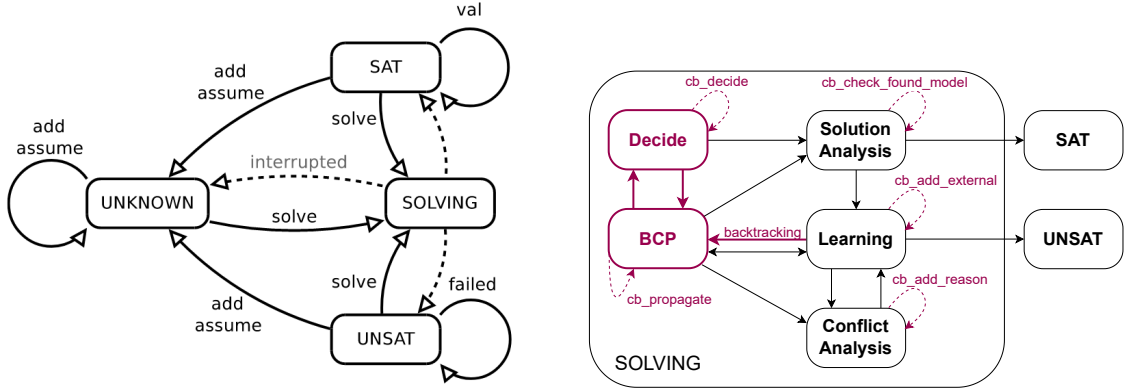 val
SAT
add
assume
solve
add
assume
interrupted
UNKNOWN
SOLVING
solve
solve
failed
add
assume
UNSAT
cb_decide
cb_check_found_model
Decide
Solution
Analysis
SAT
cb_add_external
BCP
backtracking
Learning
UNSAT
cb_propagate
cb_add_reason
Conflict
Analysis
SOLVING